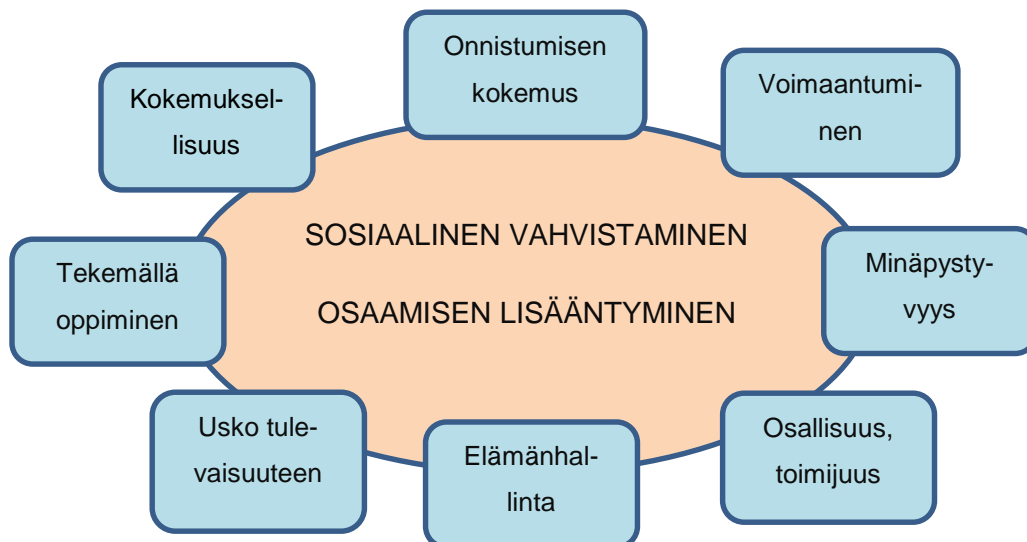 Onnistumisen
kokemus
Kokemuksel-
lisuus
Voimaantumi-
nen
SOSIAALINEN VAHVISTAMINEN
OSAAMISEN LISÄÄNTYMINEN
Tekemällä
oppiminen
Minäpysty-
vyys
Usko tule-
vaisuuteen
Elämänhal-
linta
Osallisuus,
toimijuus